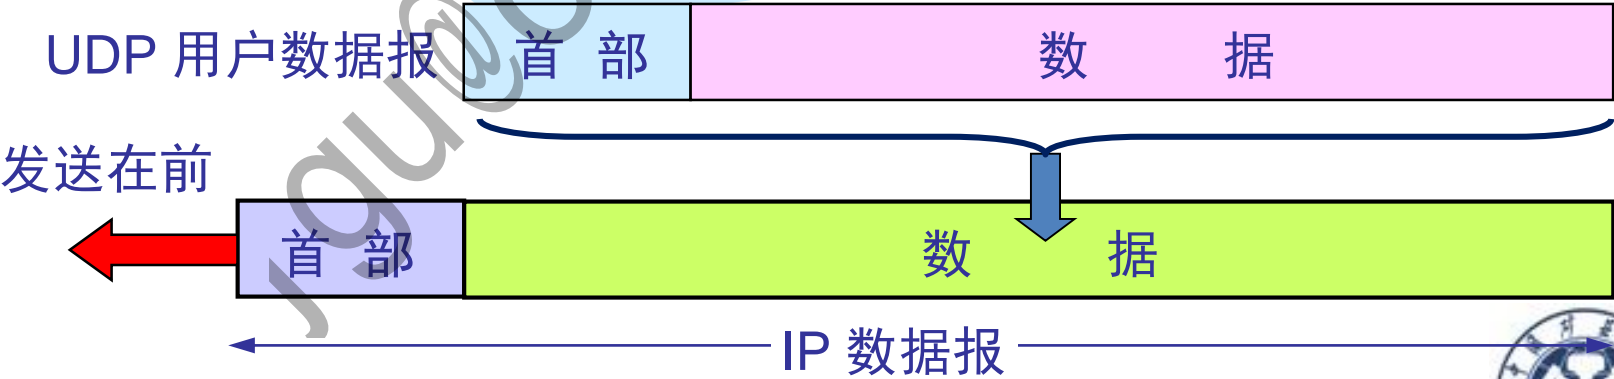 UDP 用户数据报 首 部 数 据
发送在前
首 部 数 据
IP 数据报